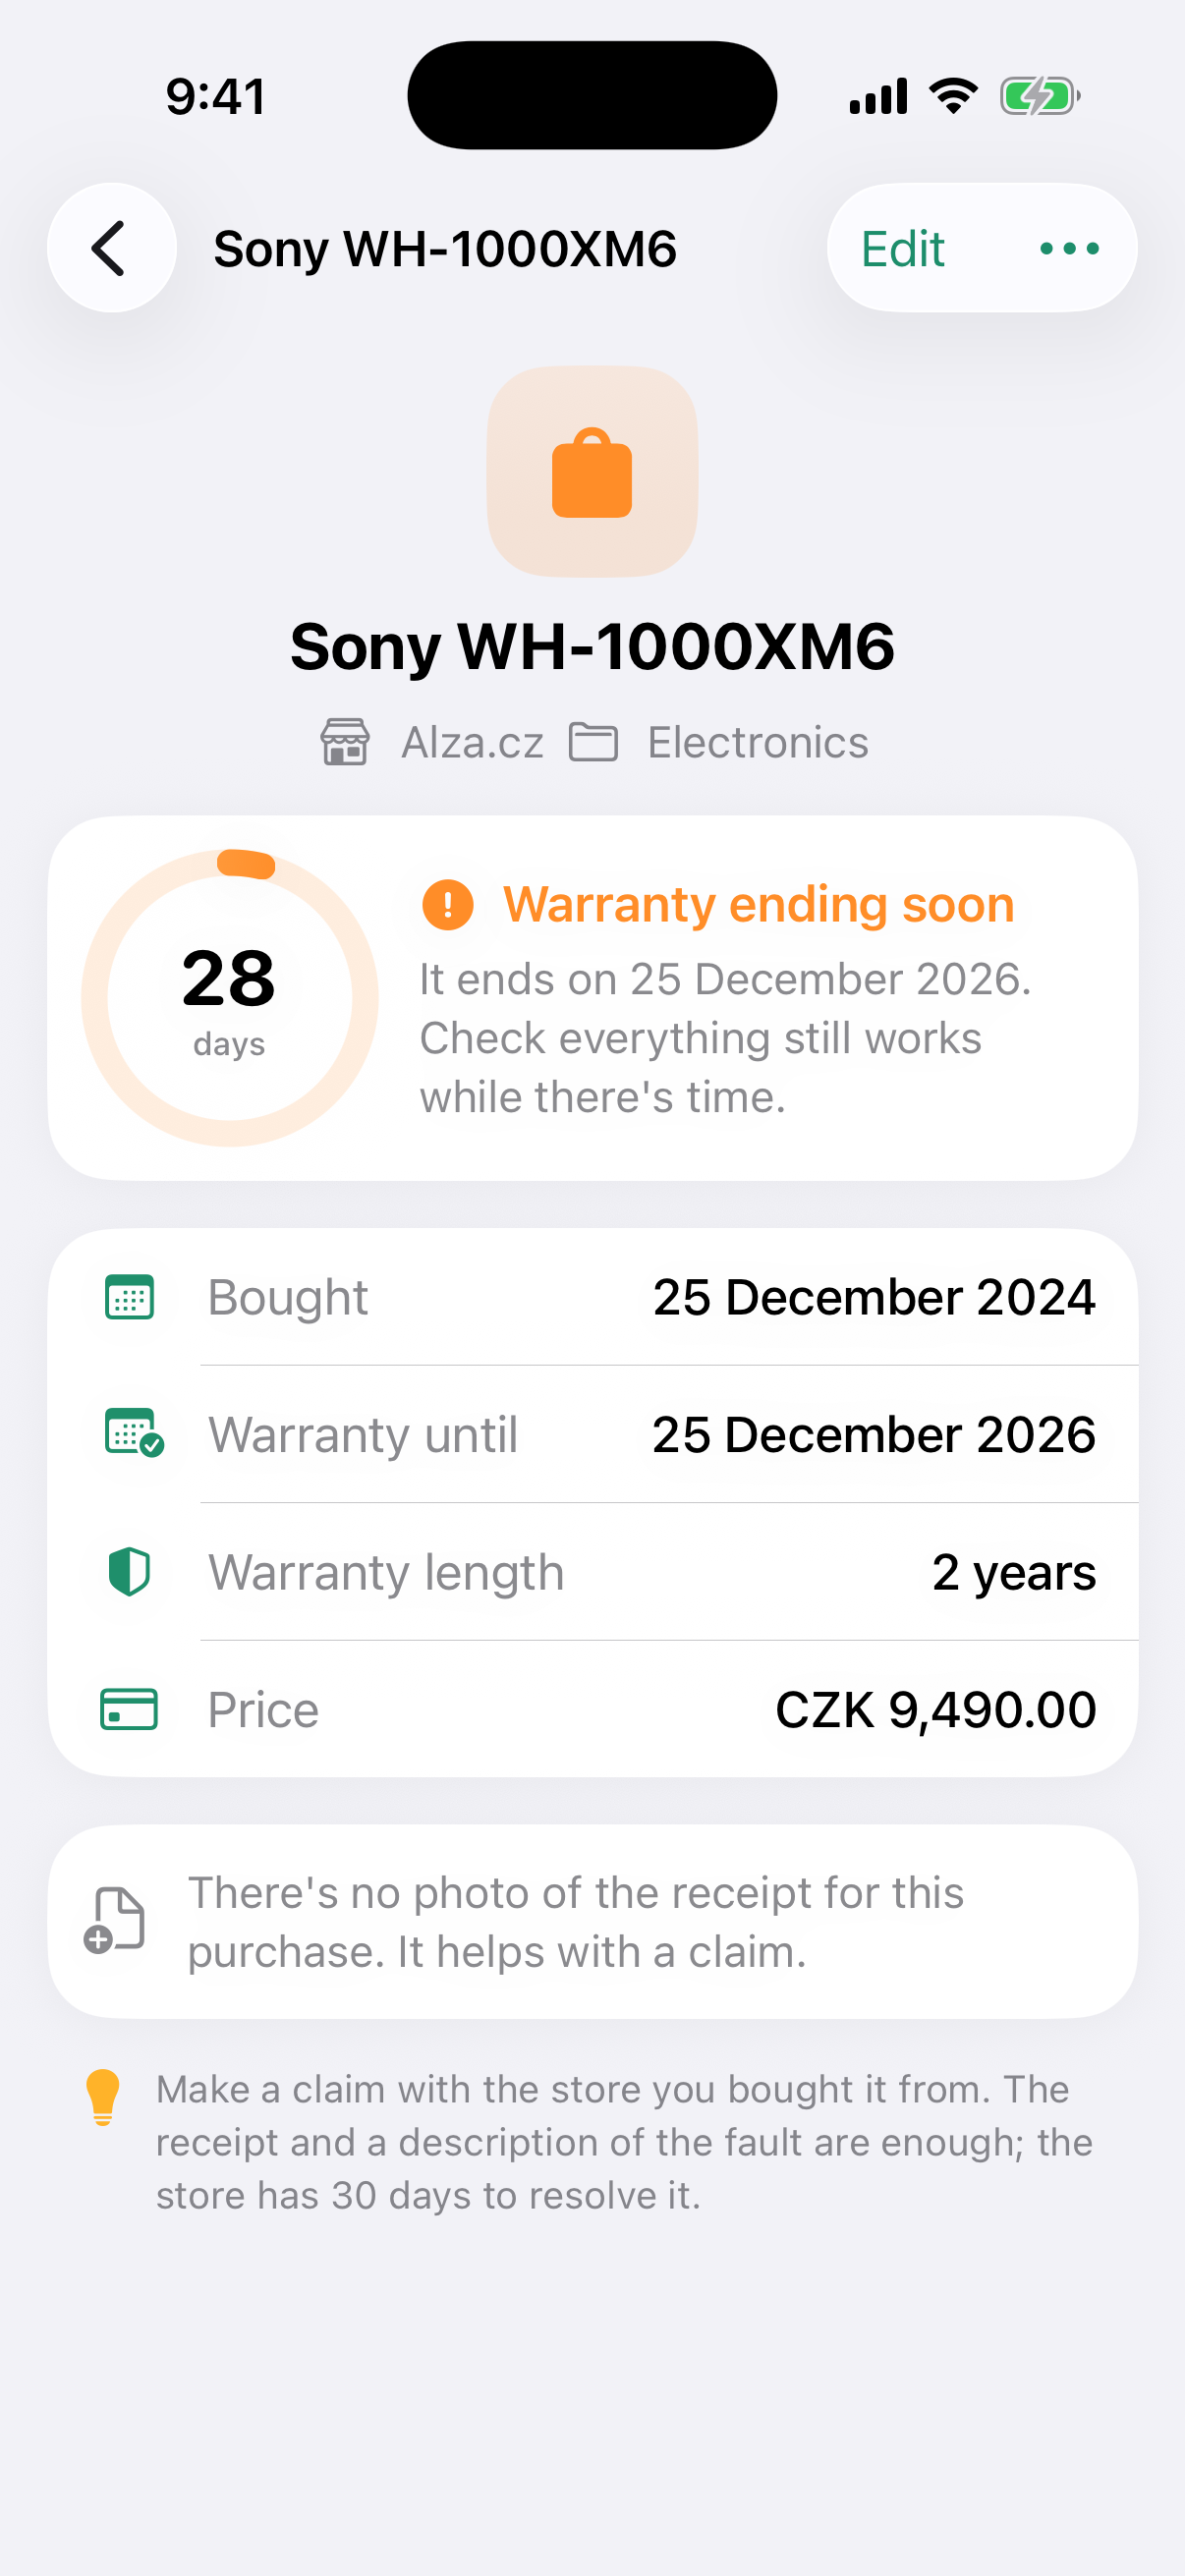 9:41
Sony WH-1000XM6
Edit
Sony WH-1000XM6
Alza.cz Electronics
28
days
Warranty ending soon
It ends on 25 December 2026.
Check everything still works
while there's time.
Bought 25 December 2024
Warranty until 25 December 2026
Warranty length 2 years
Price CZK 9,490.00
There's no photo of the receipt for this
purchase. It helps with a claim.
Make a claim with the store you bought it from. The
receipt and a description of the fault are enough; the
store has 30 days to resolve it.